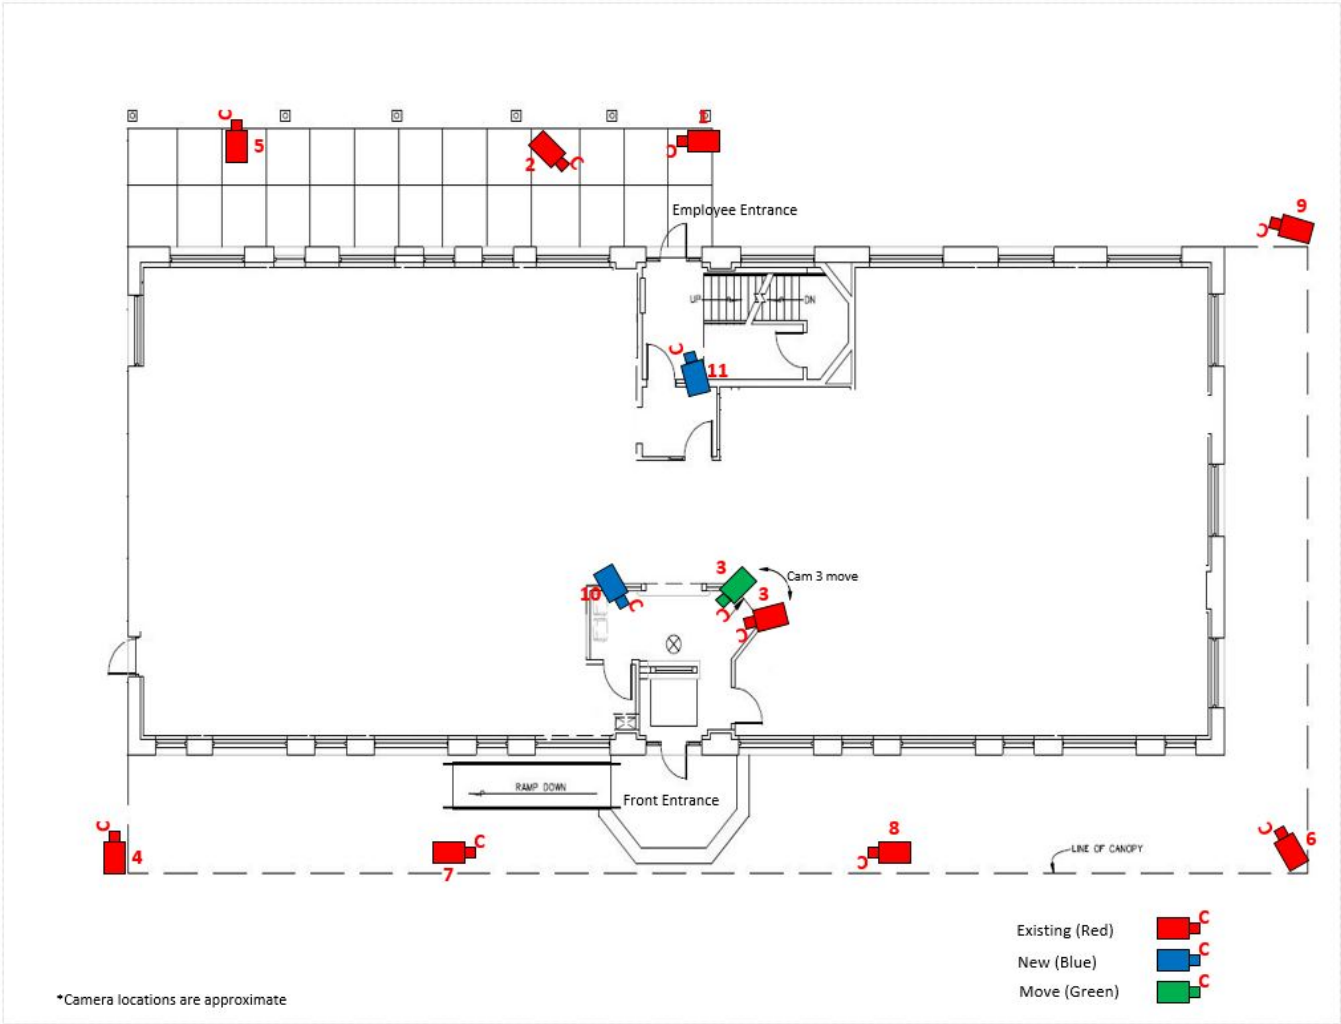 C
5
2
C
1
C
9
C
Employee Entrance
UP
DN
C
11
3
Cam 3 move
10
C
3
C
C
RAMP DOWN
Front Entrance
C
4
C
7
8
C
C
6
LINE OF CANOPY
Existing (Red)
C
New (Blue)
C
Move (Green)
C
*Camera locations are approximate